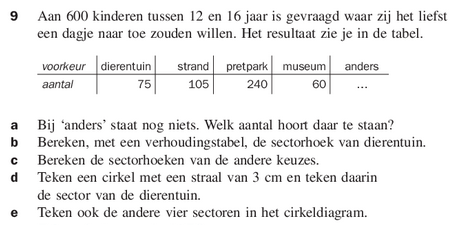 9 Aan 600 kinderen tussen 12 en 16 jaar is gevraagd waar zij het liefst
een dagje naar toe zouden willen. Het resultaat zie je in de tabel.
voorkeur dierentuin strand pretpark museum anders
aantal 75 105 240 60 ...
a Bij ‘anders’ staat nog niets. Welk aantal hoort daar te staan?
b Bereken, met een verhoudingstabel, de sectorhoek van dierentuin.
c Bereken de sectorhoeken van de andere keuzes.
d Teken een cirkel met een straal van 3 cm en teken daarin
de sector van de dierentuin.
e Teken ook de andere vier sectoren in het cirkeldiagram.